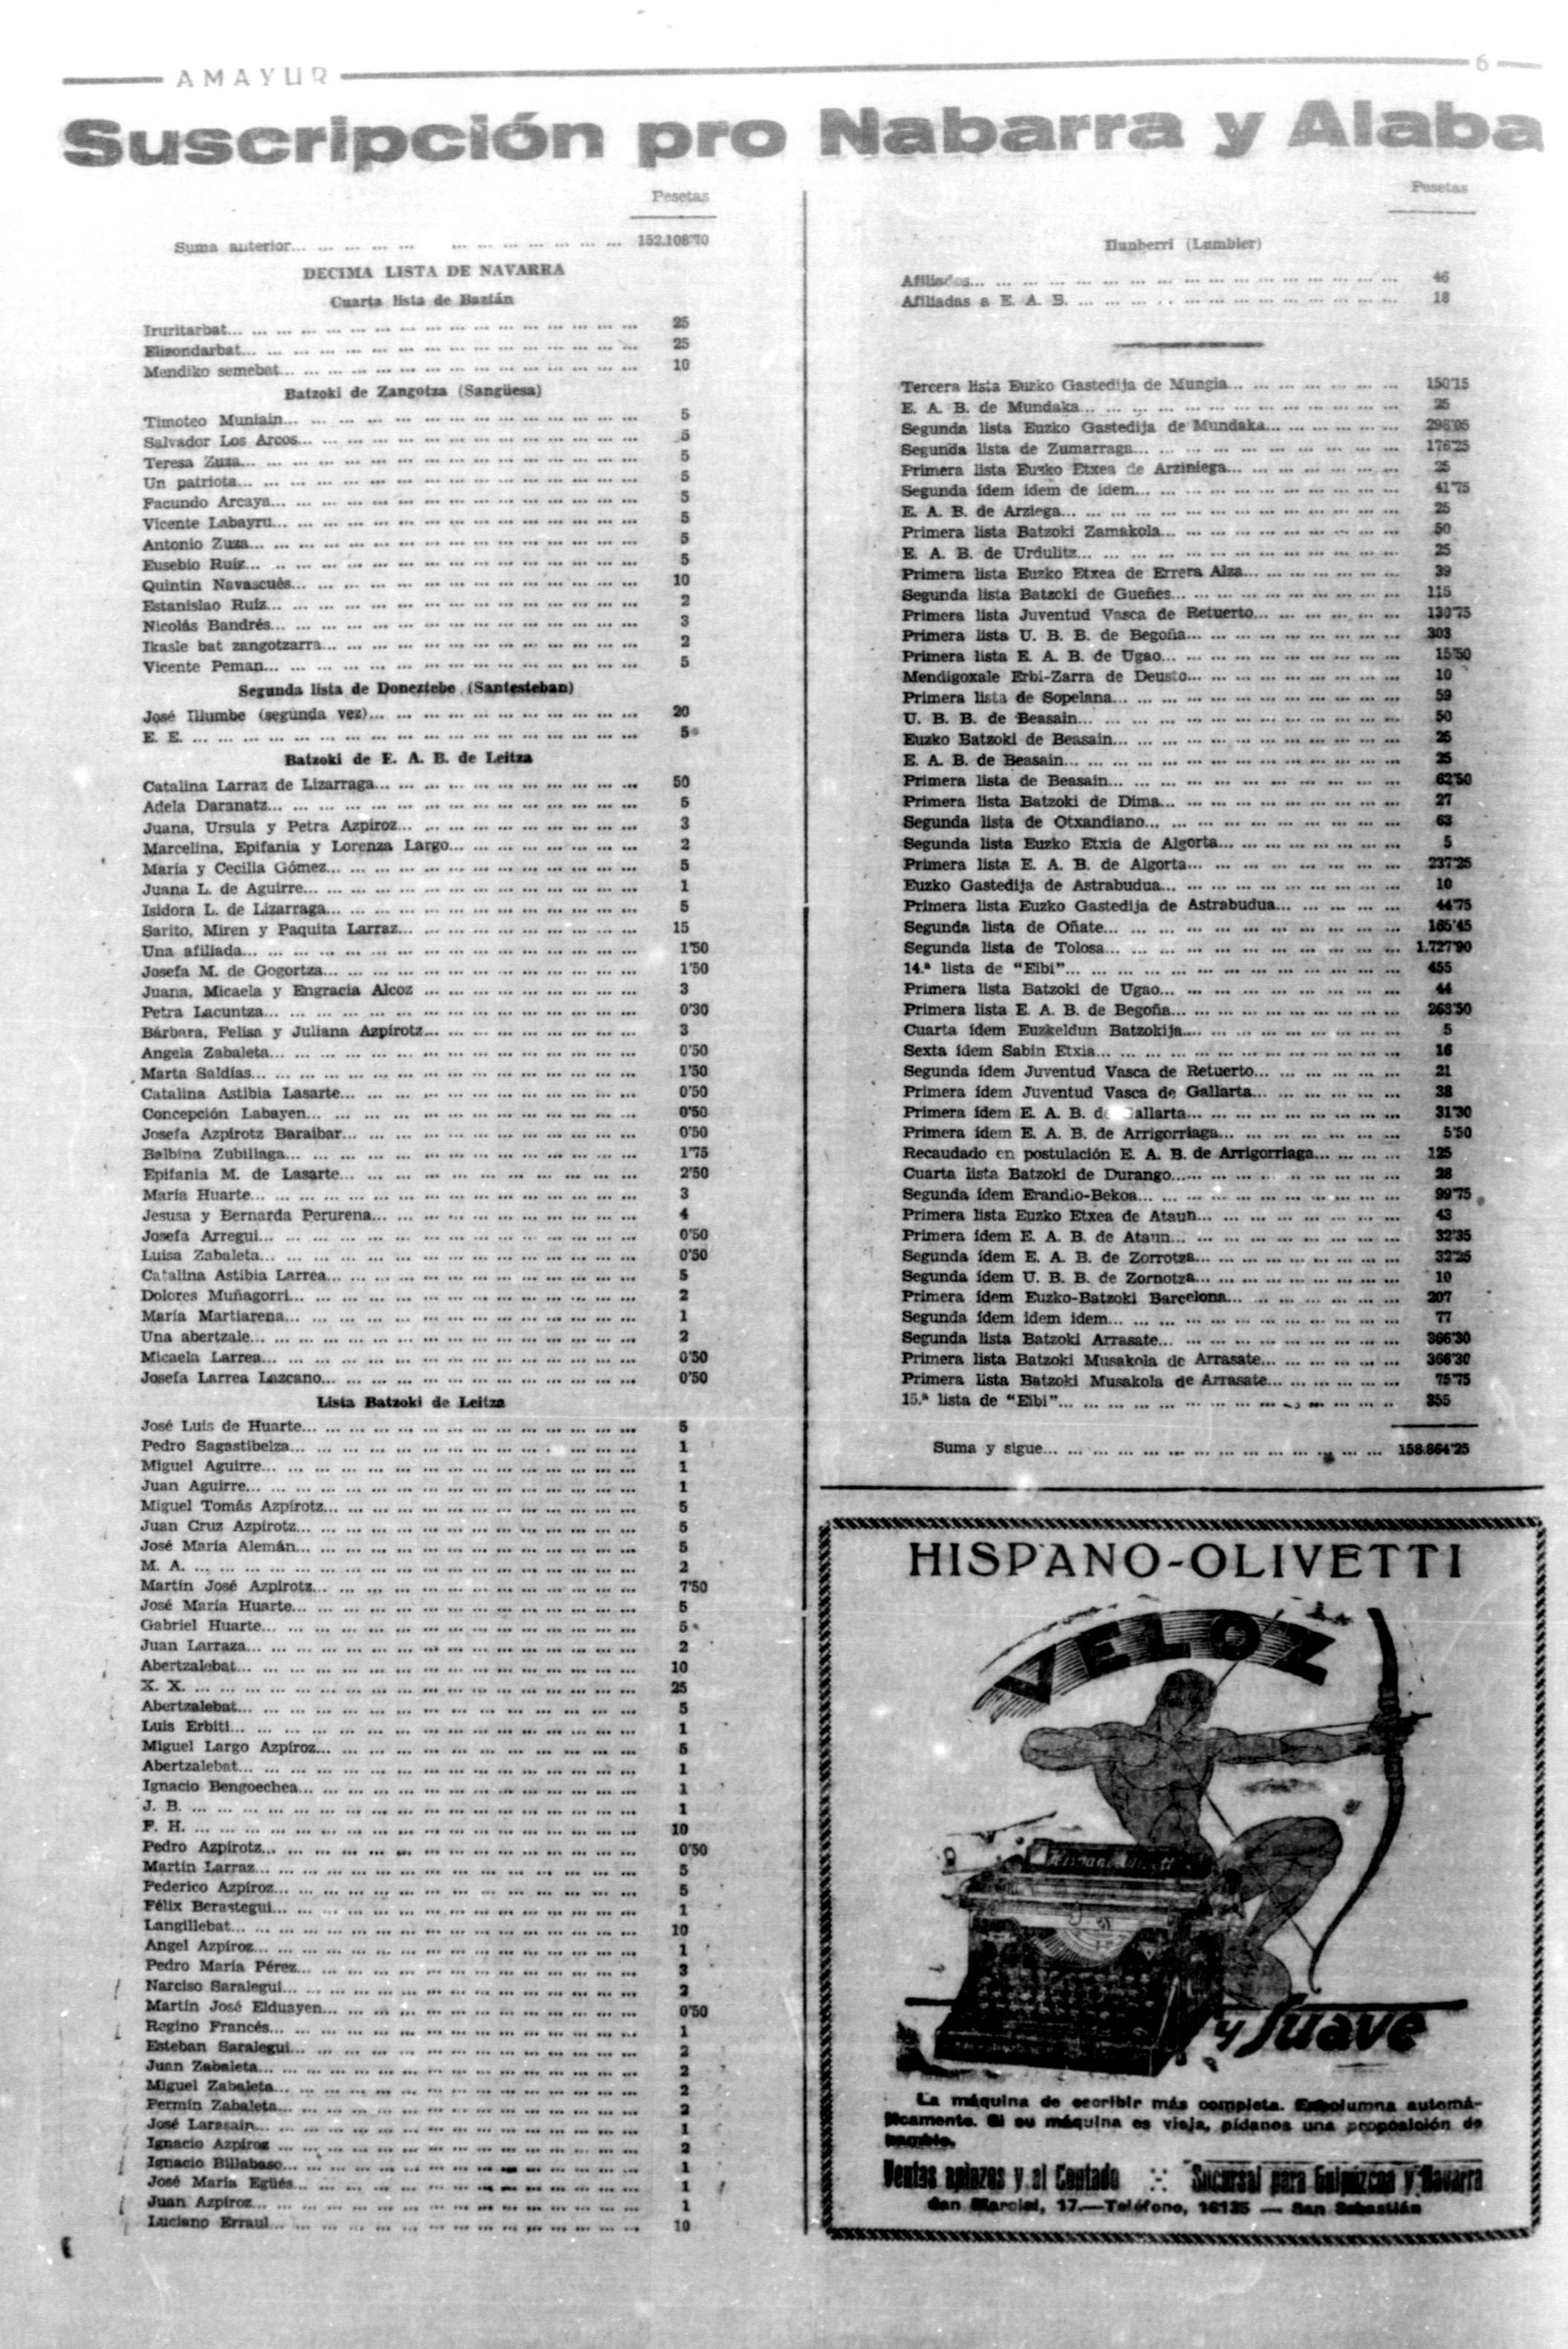 AMAYUR
6
Suscripción pro Nabarra y Alaba
Pesetas
Suma anterior... 152.108'70
DECIMA LISTA DE NAVARRA
Cuarta lista de Baztán
Iruritarbat... 25
Elizondarbat... 25
Mendiko semebat... 10
Batzoki de Zangotza (Sangüesa)
Timoteo Muniain... 5
Salvador Los Arcos... 5
Teresa Zuza... 5
Un patriota... 5
Facundo Arcaya... 5
Vicente Labayru... 5
Antonio Zuza... 5
Eusebio Ruiz... 5
Quintin Navascués... 10
Estanislao Ruiz... 2
Nicolás Bandrés... 3
Ikasle bat zangotzarra... 2
Vicente Peman... 5
Segunda lista de Doneztebe (Santesteban)
José Illumbe (segunda vez)... 20
E. E. ... 5
Batzoki de E. A. B. de Leitza
Catalina Larraz de Lizarraga... 50
Adela Daranatz... 5
Juana, Ursula y Petra Azpiroz... 3
Marcelina, Epifania y Lorenza Largo... 2
María y Cecilia Gómez... 5
Juana L. de Aguirre... 1
Isidora L. de Lizarraga... 5
Sarito, Miren y Paquita Larraz... 15
Una afiliada... 1'50
Josefa M. de Gogortza... 1'50
Juana, Micaela y Engracia Alcoz ... 3
Petra Lacuntza... 0'30
Bárbara, Felisa y Juliana Azpirotz... 3
Angela Zabaleta... 0'50
Marta Saldías... 1'50
Catalina Astibia Lasarte... 0'50
Concepción Labayen... 0'50
Josefa Azpirotz Baraibar... 0'50
Balbina Zubillaga... 1'75
Epifania M. de Lasarte... 2'50
María Huarte... 3
Jesusa y Bernarda Perurena... 4
Josefa Arregui... 0'50
Luisa Zabaleta... 0'50
Catalina Astibia Larrea... 5
Dolores Muñagorri... 2
María Martiarena... 1
Una abertzale... 2
Micaela Larrea... 0'50
Josefa Larrea Lazcano... 0'50
Lista Batzoki de Leitza
José Luis de Huarte... 5
Pedro Sagastibelza... 1
Miguel Aguirre... 1
Juan Aguirre... 1
Miguel Tomás Azpirotz... 5
Juan Cruz Azpirotz... 5
José María Alemán... 5
M. A. ... 2
Martín José Azpirotz... 7'50
José María Huarte... 5
Gabriel Huarte... 5
Juan Larraza... 2
Abertzalebat... 10
X. X. ... 25
Abertzalebat... 5
Luis Erbiti... 1
Miguel Largo Azpiroz... 5
Abertzalebat... 1
Ignacio Bengoechea... 1
J. B. ... 1
F. H. ... 10
Pedro Azpirotz... 0'50
Martín Larraz... 5
Federico Azpiroz... 5
Félix Berastegui... 1
Langillebat... 10
Angel Azpiroz... 1
Pedro María Pérez... 3
Narciso Saralegui... 2
Martín José Elduayen... 0'50
Regino Francés... 1
Esteban Saralegui... 2
Juan Zabaleta... 2
Miguel Zabaleta... 2
Fermín Zabaleta... 2
José Larasain... 1
Ignacio Azpiroz ... 2
Ignacio Billabaso... 1
José María Egüés... 1
Juan Azpiroz... 1
Luciano Erraul... 10
Pesetas
Ilunberri (Lumbier)
Afiliados... 46
Afiliadas a E. A. B. ... 18
Tercera lista Euzko Gastedija de Mungia... 150'15
E. A. B. de Mundaka... 25
Segunda lista Euzko Gastedija de Mundaka... 298'05
Segunda lista de Zumarraga... 176'25
Primera lista Eusko Etxea de Arziniega... 25
Segunda ídem idem de idem... 41'75
E. A. B. de Arziega... 25
Primera lista Batzoki Zamakola... 50
E. A. B. de Urdulitz... 25
Primera lista Euzko Etxea de Errera Alza... 39
Segunda lista Batzoki de Gueñes... 115
Primera lista Juventud Vasca de Retuerto... 130'75
Primera lista U. B. B. de Begoña... 303
Primera lista E. A. B. de Ugao... 15'50
Mendigoxale Erbi-Zarra de Deusto... 10
Primera lista de Sopelana... 59
U. B. B. de Beasain... 50
Euzko Batzoki de Beasain... 25
E. A. B. de Beasain... 25
Primera lista de Beasain... 62'50
Primera lista Batzoki de Dima... 27
Segunda lista de Otxandiano... 63
Segunda lista Euzko Etxia de Algorta... 5
Primera lista E. A. B. de Algorta... 237'25
Euzko Gastedija de Astrabudua... 10
Primera lista Euzko Gastedija de Astrabudua... 44'75
Segunda lista de Oñate... 165'45
Segunda lista de Tolosa... 1.727'90
14.ª lista de "Eibi"... 455
Primera lista Batzoki de Ugao... 44
Primera lista E. A. B. de Begoña... 263'50
Cuarta ídem Euzkeldun Batzokija... 5
Sexta ídem Sabin Etxia... 16
Segunda ídem Juventud Vasca de Retuerto... 21
Primera ídem Juventud Vasca de Gallarta... 38
Primera ídem E. A. B. de Gallarta... 31'30
Primera ídem E. A. B. de Arrigorriaga... 5'50
Recaudado en postulación E. A. B. de Arrigorriaga... 125
Cuarta lista Batzoki de Durango... 28
Segunda ídem Erandio-Bekoa... 99'75
Primera lista Euzko Etxea de Ataun... 43
Primera ídem E. A. B. de Ataun... 32'35
Segunda ídem E. A. B. de Zorrotza... 32'25
Segunda ídem U. B. B. de Zornotza... 10
Primera ídem Euzko-Batzoki Barcelona... 207
Segunda ídem idem idem... 77
Segunda lista Batzoki Arrasate... 366'30
Primera lista Batzoki Musakola de Arrasate... 366'30
Primera lista Batzoki Musakola de Arrasate... 75'75
15.ª lista de "Eibi"... 355
Suma y sigue... 158.864'25
HISPANO-OLIVETTI
VELOZ
Hispano Olivetti
y Suave
La máquina de escribir más completa. Encolumna automá-
ticamente. Si su máquina es vieja, pídanos una proposición de
cambio.
Ventas aplazos y al Contado Sucursal para Guipúzcoa y Navarra
San Marcial, 17.—Teléfono, 16125 — San Sebastián